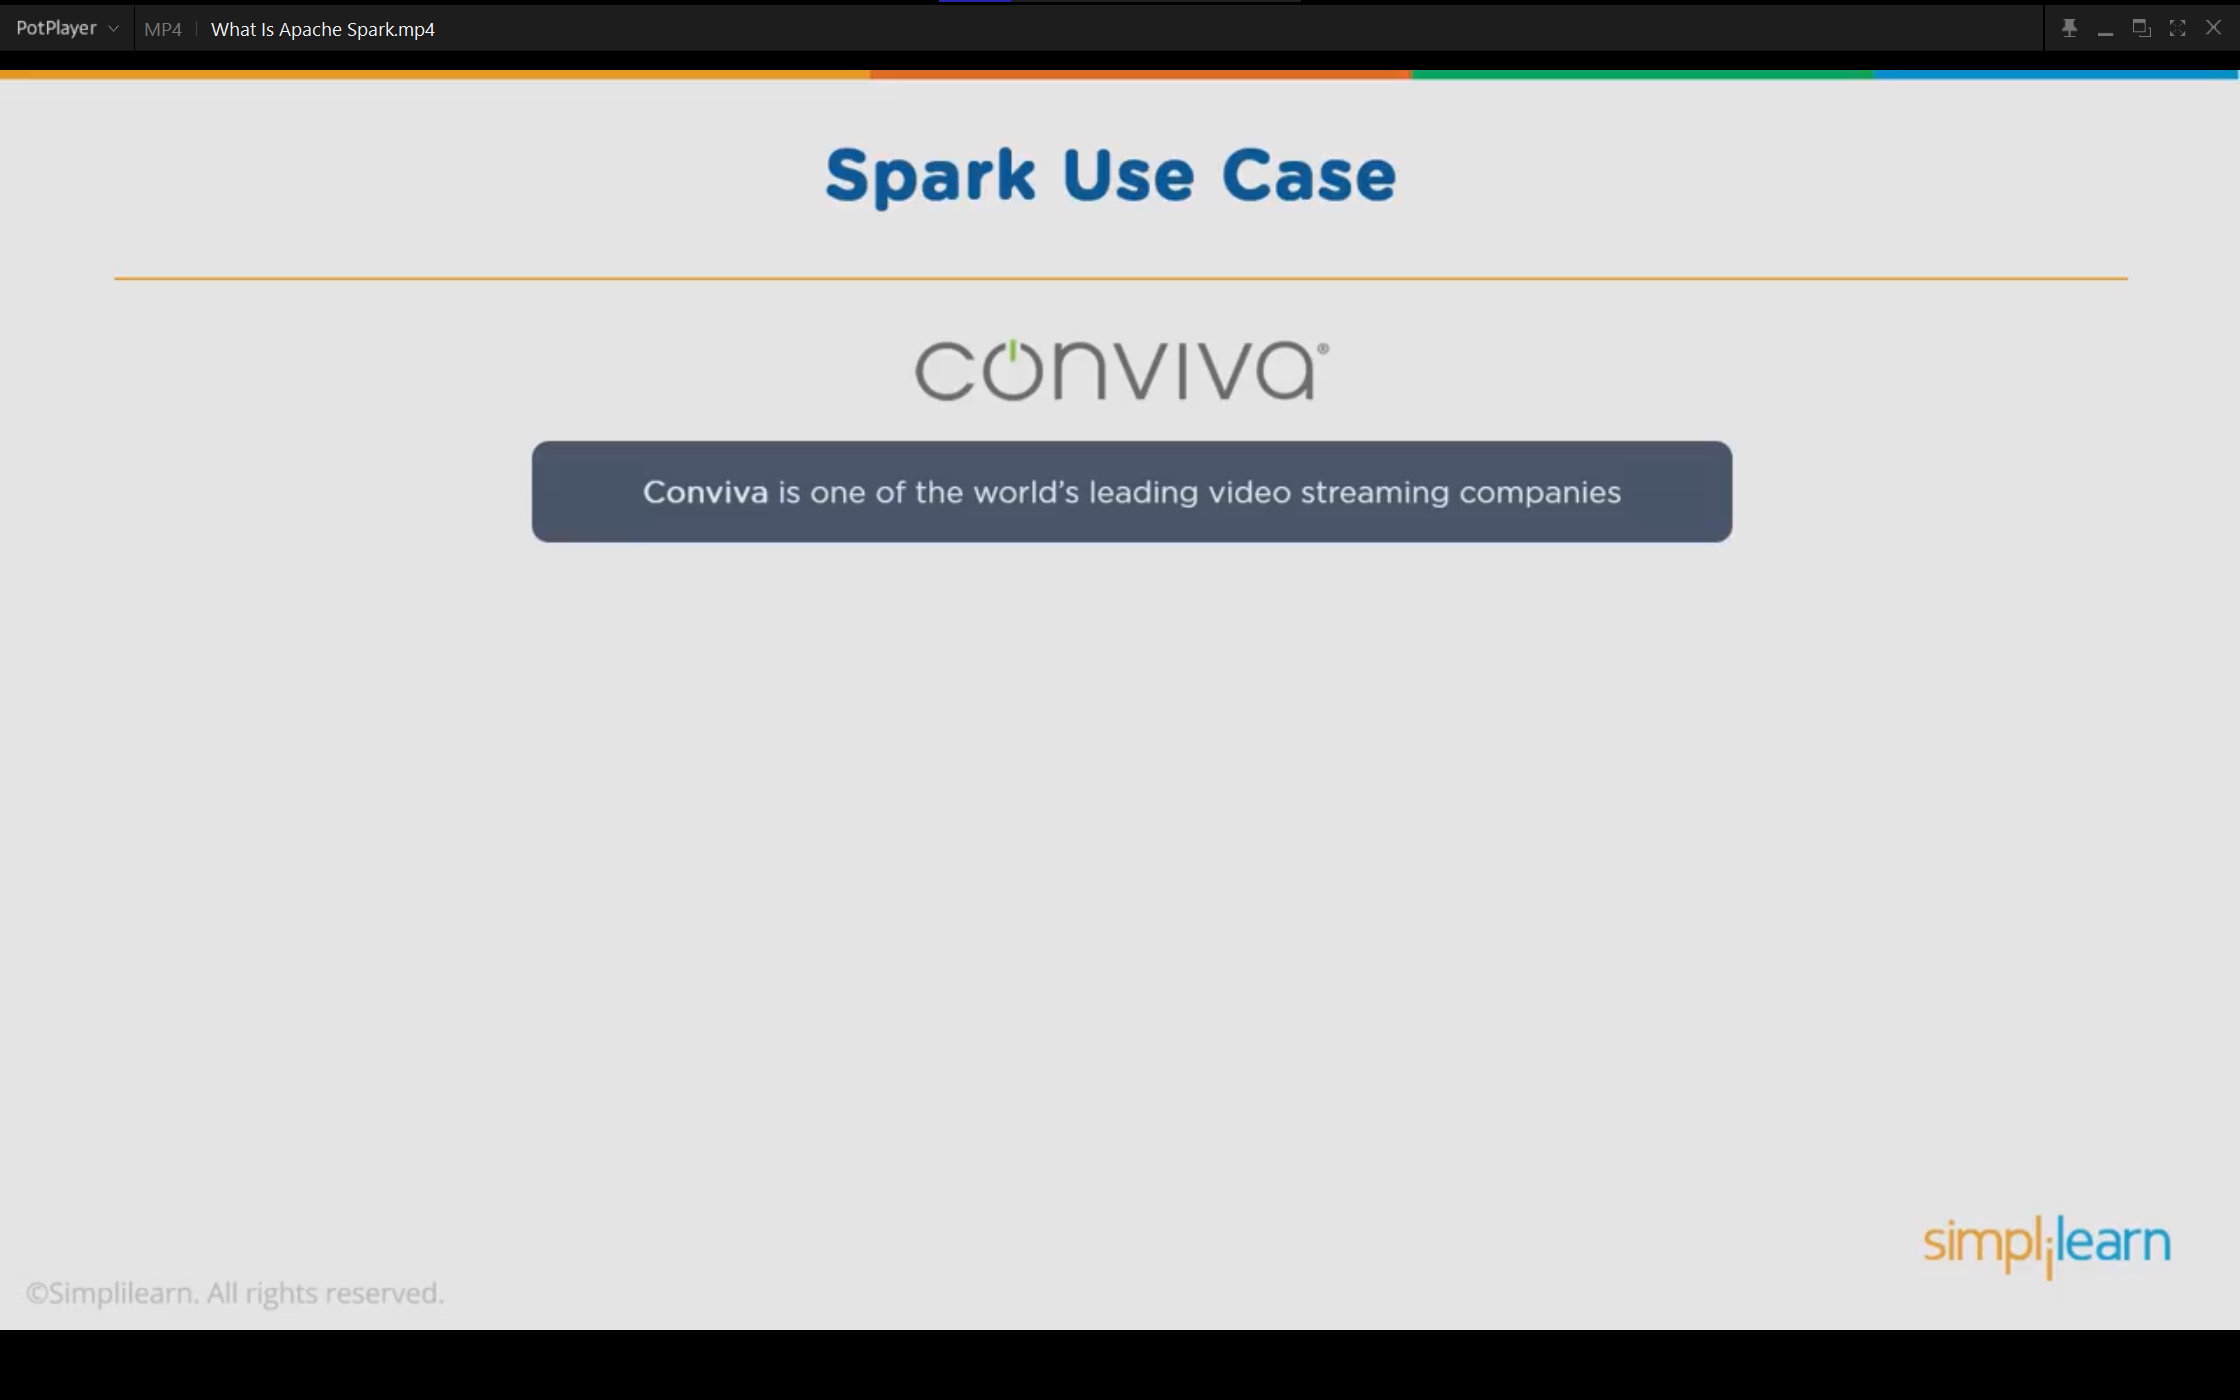 PotPlayer MP4 What Is Apache Spark.mp4
Spark Use Case
conviva®
Conviva is one of the world's leading video streaming companies
simplilearn
©Simplilearn. All rights reserved.